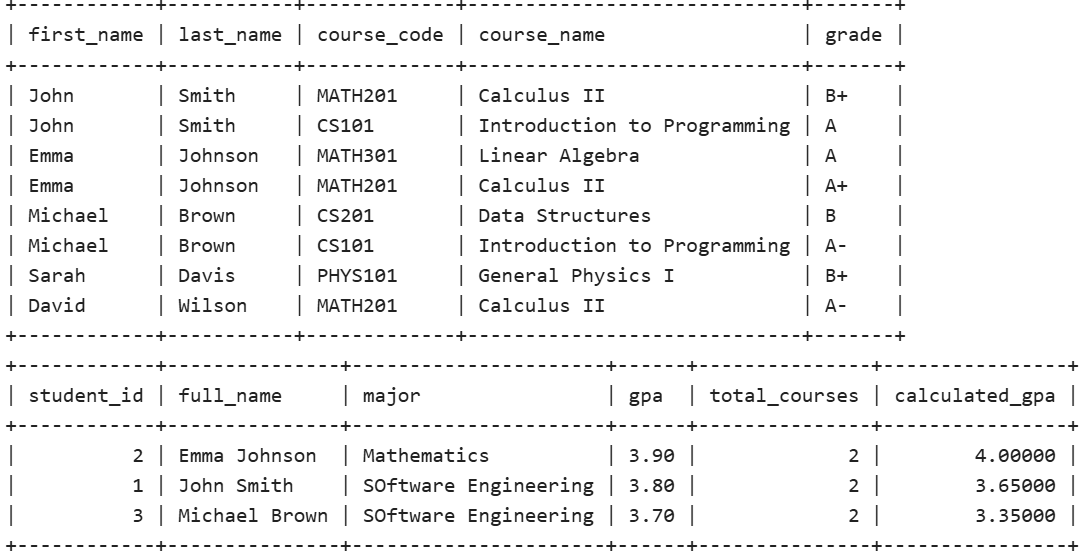 +------------+-----------+-------------+-----------------------------+-------+
| first_name | last_name | course_code | course_name                 | grade |
+------------+-----------+-------------+-----------------------------+-------+
| John       | Smith     | MATH201     | Calculus II                 | B+    |
| John       | Smith     | CS101       | Introduction to Programming | A     |
| Emma       | Johnson   | MATH301     | Linear Algebra              | A     |
| Emma       | Johnson   | MATH201     | Calculus II                 | A+    |
| Michael    | Brown     | CS201       | Data Structures             | B     |
| Michael    | Brown     | CS101       | Introduction to Programming | A-    |
| Sarah      | Davis     | PHYS101     | General Physics I           | B+    |
| David      | Wilson    | MATH201     | Calculus II                 | A-    |
+------------+-----------+-------------+-----------------------------+-------+
+------------+---------------+----------------------+------+---------------+----------------+
| student_id | full_name     | major                | gpa  | total_courses | calculated_gpa |
+------------+---------------+----------------------+------+---------------+----------------+
|          2 | Emma Johnson  | Mathematics          | 3.90 |             2 |        4.00000 |
|          1 | John Smith    | SOftware Engineering | 3.80 |             2 |        3.65000 |
|          3 | Michael Brown | SOftware Engineering | 3.70 |             2 |        3.35000 |
+------------+---------------+----------------------+------+---------------+----------------+